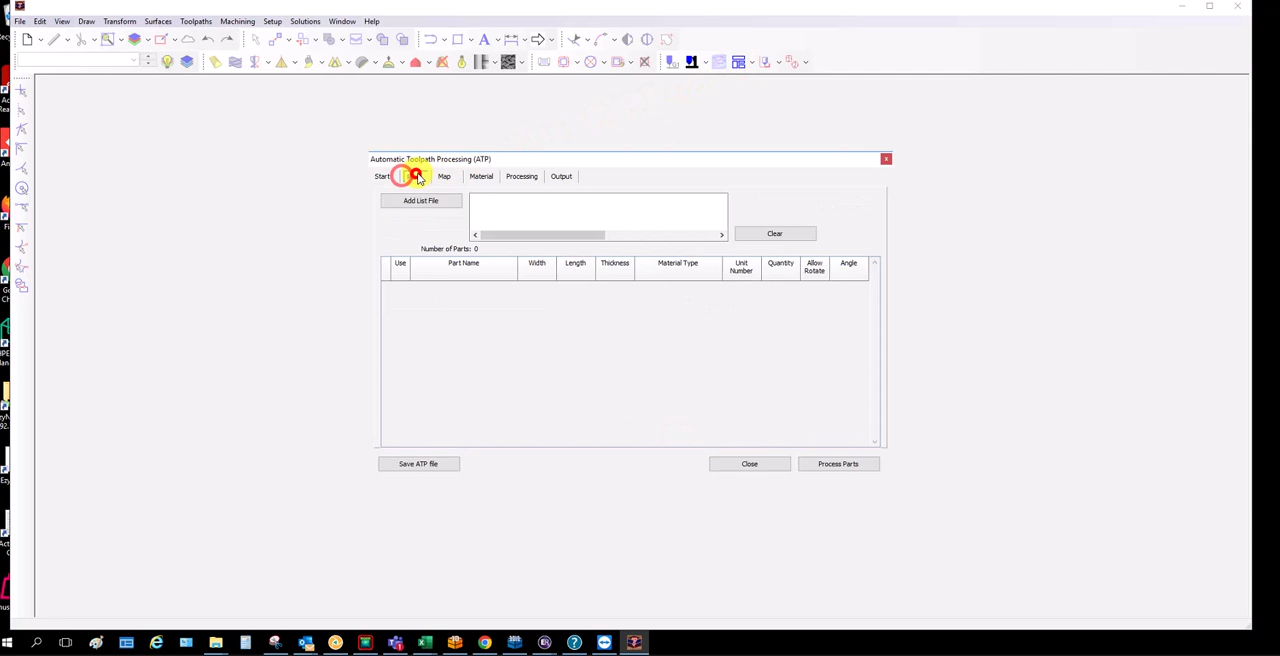 File Edit View Draw Transform Surfaces Toolpaths Machining Setup Solutions Window Help
Automatic Toolpath Processing (ATP)
Start Map Material Processing Output
Add List File
Clear
Number of Parts: 0
Use Part Name Width Length Thickness Material Type Unit Number Quantity Allow Rotate Angle
Save ATP file Close Process Parts